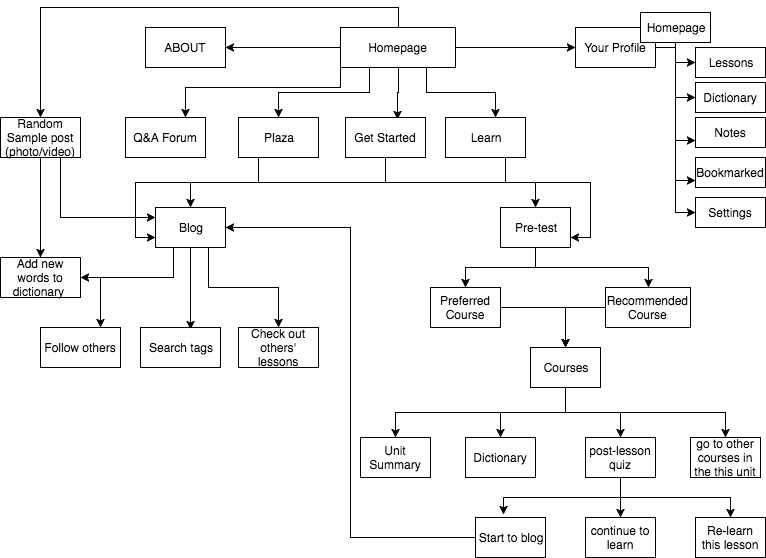 Homepage
ABOUT
Homepage
Your Profile
Lessons
Dictionary
Notes
Bookmarked
Settings
Random
Sample post
(photo/video)
Q&A Forum
Plaza
Get Started
Learn
Blog
Pre-test
Add new
words to
dictionary
Preferred
Course
Recommended
Course
Follow others
Search tags
Check out
others'
lessons
Courses
Unit
Summary
Dictionary
post-lesson
quiz
go to other
courses in
the this unit
Start to blog
continue to
learn
Re-learn
this lesson